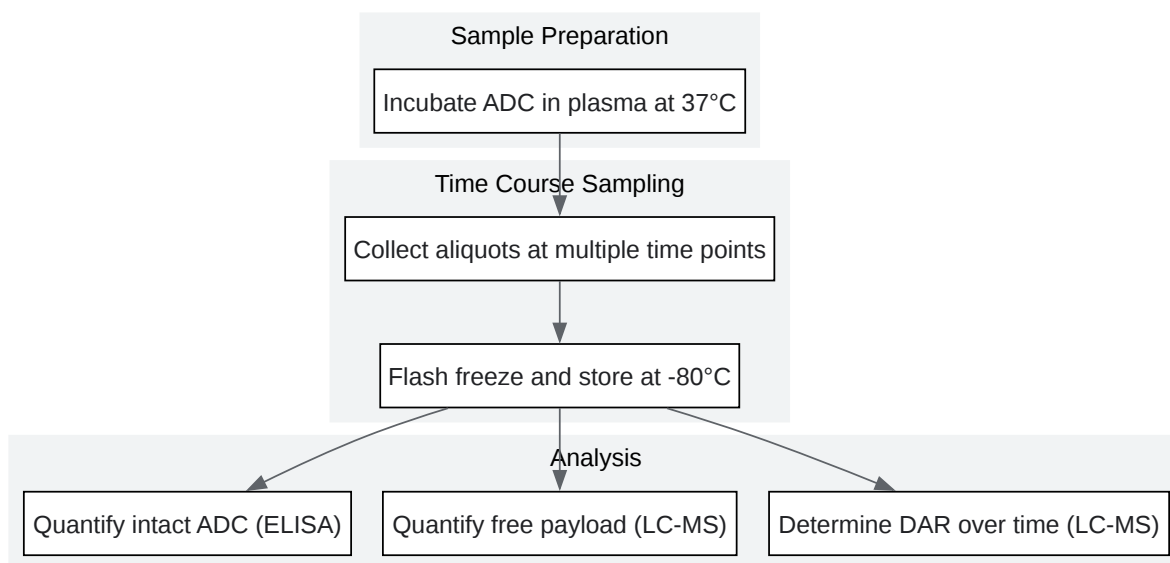 Sample Preparation
Incubate ADC in plasma at 37°C
Time Course Sampling
Collect aliquots at multiple time points
Flash freeze and store at -80°C
Analysis
Quantify intact ADC (ELISA)
Quantify free payload (LC-MS)
Determine DAR over time (LC-MS)